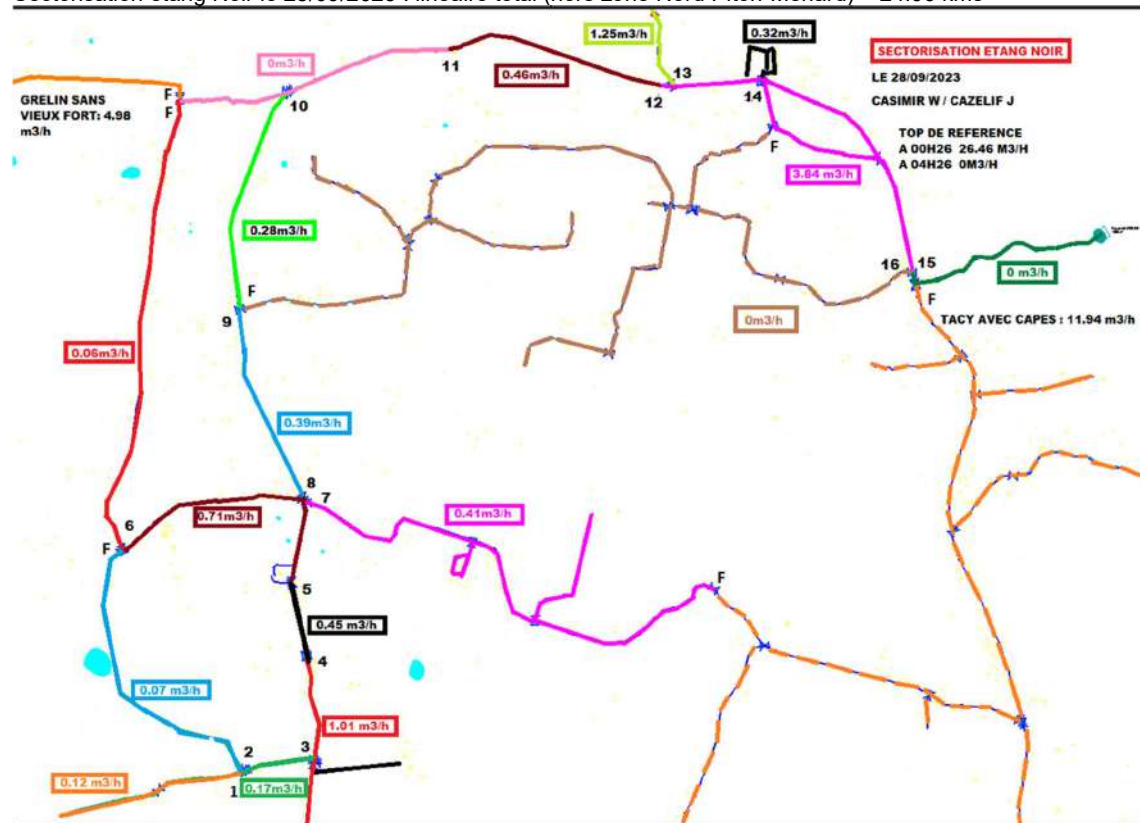 1.25m3/h
0.32m3/h
SECTORISATION ETANG NOIR
0m3/h
11
0.46m3/h
13
LE 28/09/2023
GRELIN SANS
VIEUX FORT: 4.98
m3/h
F
F
10
12
14
CASIMIR W / CAZELIF J
TOP DE REFERENCE
A 00H26 26.46 M3/H
A 04H26 0M3/H
F
3.84 m3/h
0.28m3/h
16
15
0 m3/h
F
9
F
0m3/h
TACY AVEC CAPES : 11.94 m3/h
0.06m3/h
0.39m3/h
8
7
6
0.71m3/h
0.41m3/h
F
5
F
0.45 m3/h
4
0.07 m3/h
1.01 m3/h
2
3
0.12 m3/h
1
0.17m3/h